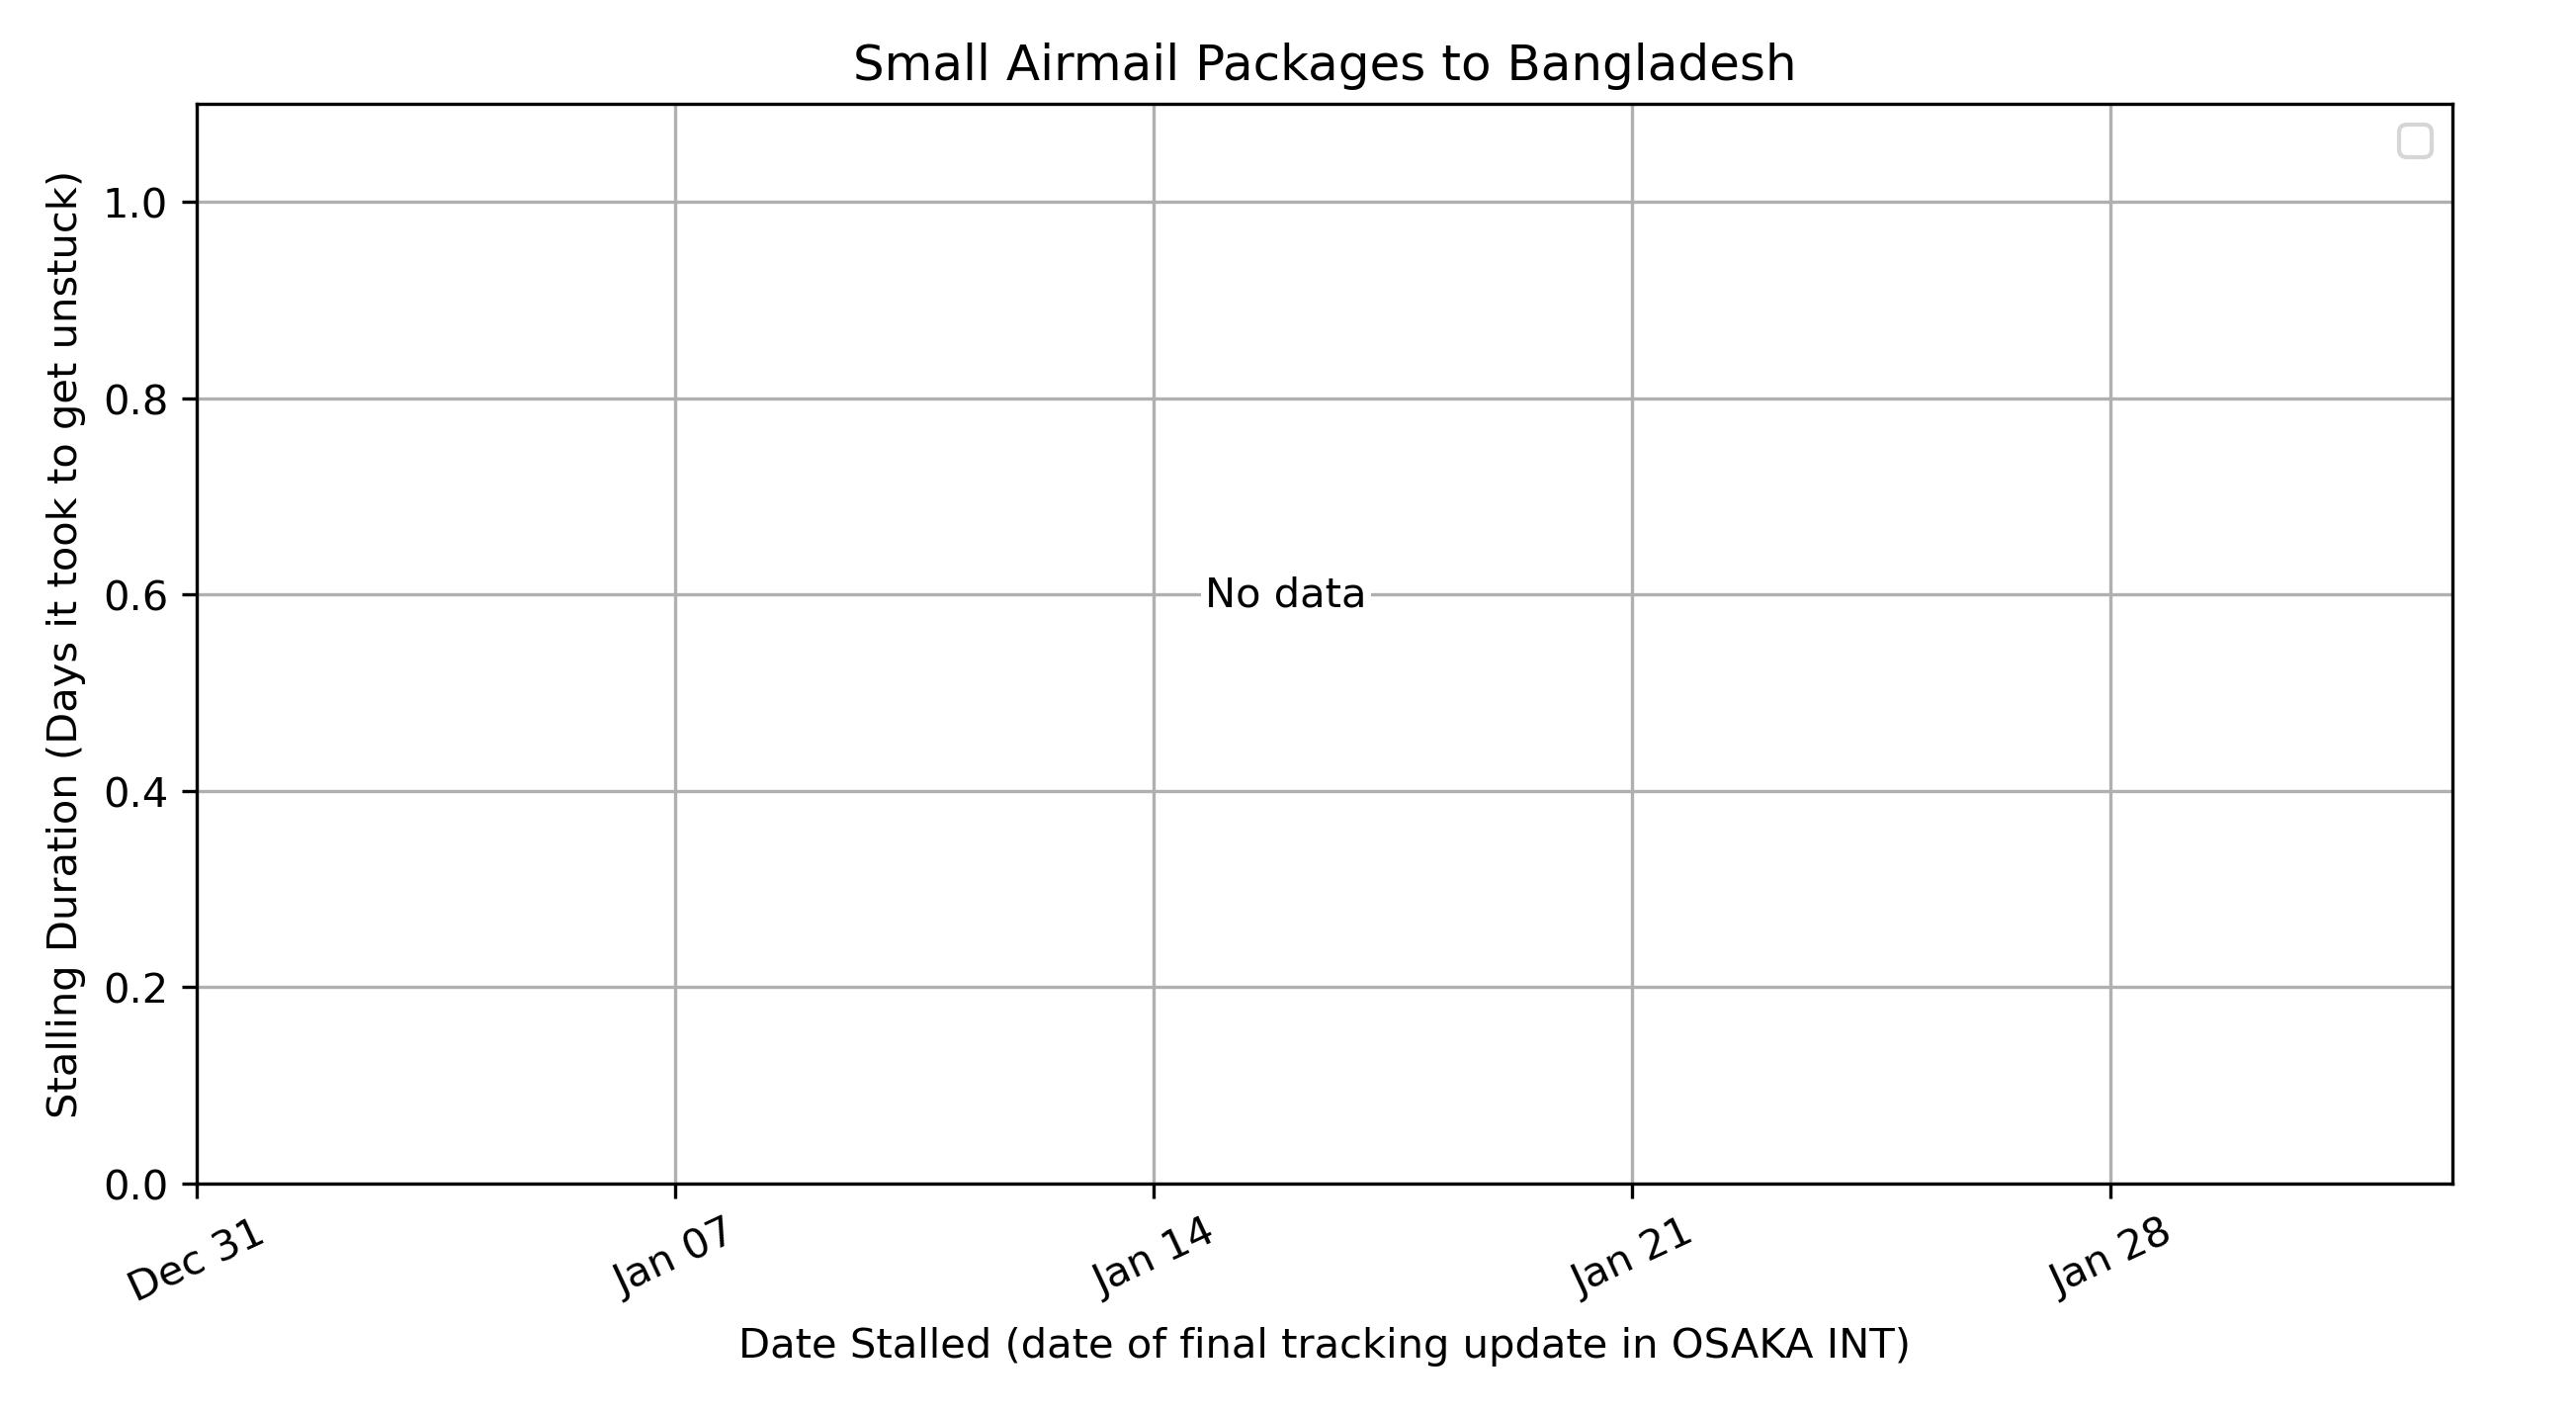 Small Airmail Packages to Bangladesh
Stalling Duration (Days it took to get unstuck)
1.0
0.8
0.6
0.4
0.2
0.0
No data
Dec 31
Jan 07
Jan 14
Jan 21
Jan 28
Date Stalled (date of final tracking update in OSAKA INT)